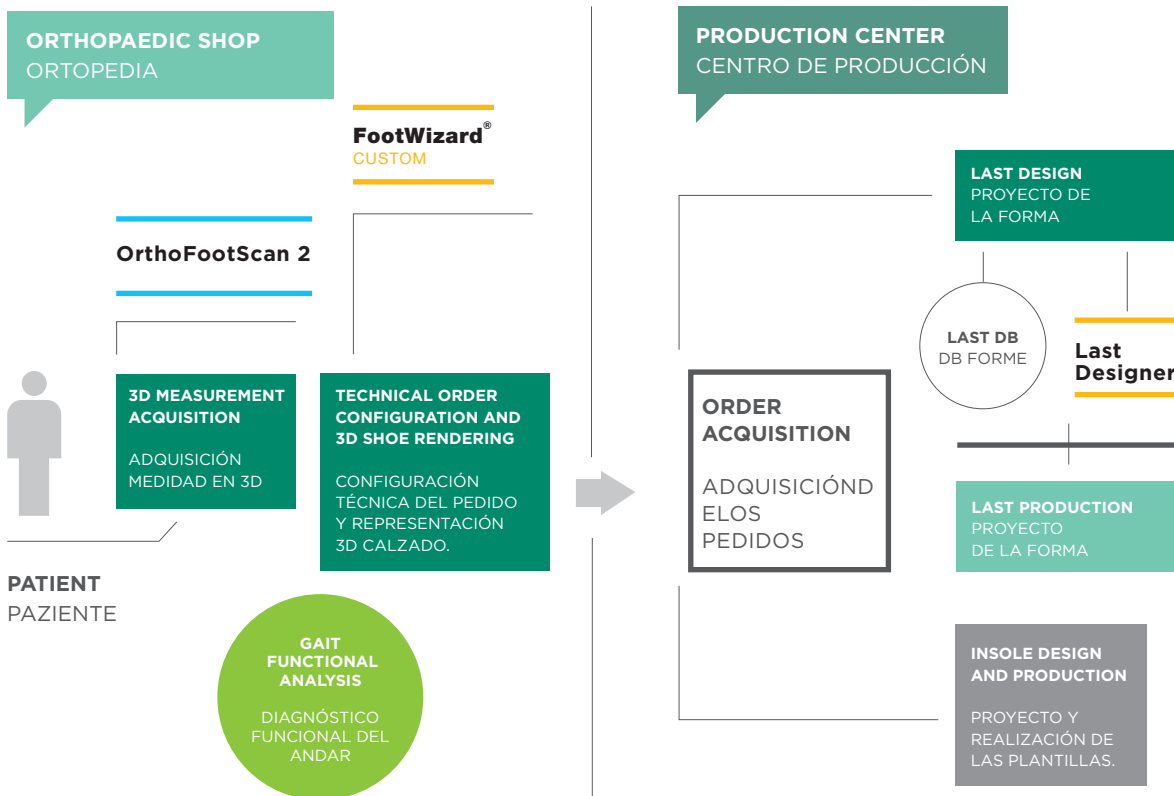 ORTHOPAEDIC SHOP
ORTOPEDIA
FootWizard®
CUSTOM
OrthoFootScan 2
3D MEASUREMENT
ACQUISITION
ADQUISICIÓN
MEDIDAD EN 3D
TECHNICAL ORDER
CONFIGURATION AND
3D SHOE RENDERING
CONFIGURACIÓN
TÉCNICA DEL PEDIDO
Y REPRESENTACIÓN
3D CALZADO.
PATIENT
PAZIENTE
GAIT
FUNCTIONAL
ANALYSIS
DIAGNÓSTICO
FUNCIONAL DEL
ANDAR
PRODUCTION CENTER
CENTRO DE PRODUCCIÓN
LAST DESIGN
PROYECTO DE
LA FORMA
LAST DB
DB FORME
Last
Designer
ORDER
ACQUISITION
ADQUISICIÓND
ELOS
PEDIDOS
LAST PRODUCTION
PROYECTO
DE LA FORMA
INSOLE DESIGN
AND PRODUCTION
PROYECTO Y
REALIZACIÓN DE
LAS PLANTILLAS.